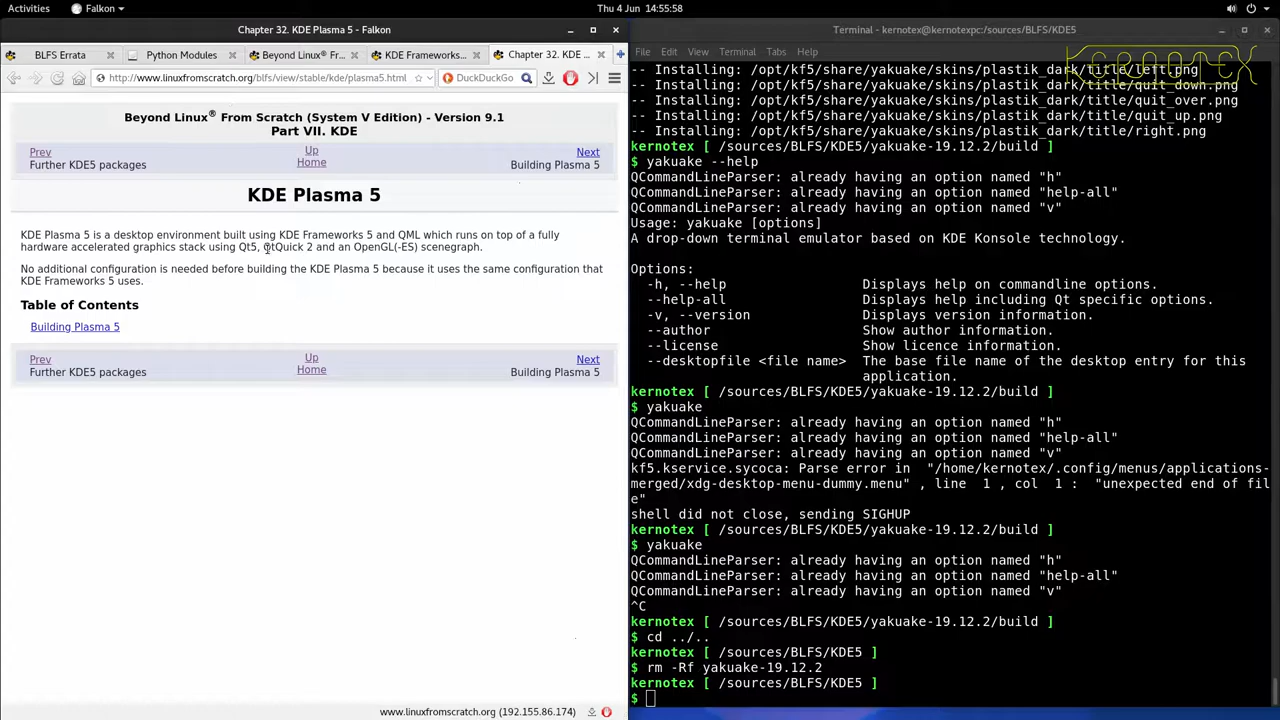 Activities
Falkon
Thu 4 Jun 14:55:58
Chapter 32. KDE Plasma 5 - Falkon
BLFS Errata
Python Modules
Beyond Linux® Fr...
KDE Frameworks...
Chapter 32. KDE ...
http://www.linuxfromscratch.org/blfs/view/stable/kde/plasma5.html
DuckDuckGo
Beyond Linux® From Scratch (System V Edition) - Version 9.1
Part VII. KDE
Prev
Up
Next
Further KDE5 packages
Home
Building Plasma 5
KDE Plasma 5
KDE Plasma 5 is a desktop environment built using KDE Frameworks 5 and QML which runs on top of a fully
hardware accelerated graphics stack using Qt5, QtQuick 2 and an OpenGL(-ES) scenegraph.
No additional configuration is needed before building the KDE Plasma 5 because it uses the same configuration that
KDE Frameworks 5 uses.
Table of Contents
Building Plasma 5
Prev
Up
Next
Further KDE5 packages
Home
Building Plasma 5
www.linuxfromscratch.org (192.155.86.174)
Terminal - kernotex@kernotexpc:/sources/BLFS/KDE5
File Edit View Terminal Tabs Help
KERNOTEX
-- Installing: /opt/kf5/share/yakuake/skins/plastik_dark/title/left.png
-- Installing: /opt/kf5/share/yakuake/skins/plastik_dark/title/quit_down.png
-- Installing: /opt/kf5/share/yakuake/skins/plastik_dark/title/quit_over.png
-- Installing: /opt/kf5/share/yakuake/skins/plastik_dark/title/quit_up.png
-- Installing: /opt/kf5/share/yakuake/skins/plastik_dark/title/right.png
kernotex [ /sources/BLFS/KDE5/yakuake-19.12.2/build ]
$ yakuake --help
QCommandLineParser: already having an option named "h"
QCommandLineParser: already having an option named "help-all"
QCommandLineParser: already having an option named "v"
Usage: yakuake [options]
A drop-down terminal emulator based on KDE Konsole technology.
Options:
-h, --help Displays help on commandline options.
--help-all Displays help including Qt specific options.
-v, --version Displays version information.
--author Show author information.
--license Show licence information.
--desktopfile <file name> The base file name of the desktop entry for this
application.
kernotex [ /sources/BLFS/KDE5/yakuake-19.12.2/build ]
$ yakuake
QCommandLineParser: already having an option named "h"
QCommandLineParser: already having an option named "help-all"
QCommandLineParser: already having an option named "v"
kf5.kservice.sycoca: Parse error in "/home/kernotex/.config/menus/applications-
merged/xdg-desktop-menu-dummy.menu" , line 1 , col 1 : "unexpected end of fil
e"
shell did not close, sending SIGHUP
kernotex [ /sources/BLFS/KDE5/yakuake-19.12.2/build ]
$ yakuake
QCommandLineParser: already having an option named "h"
QCommandLineParser: already having an option named "help-all"
QCommandLineParser: already having an option named "v"
^C
kernotex [ /sources/BLFS/KDE5/yakuake-19.12.2/build ]
$ cd ../..
kernotex [ /sources/BLFS/KDE5 ]
$ rm -Rf yakuake-19.12.2
kernotex [ /sources/BLFS/KDE5 ]
$